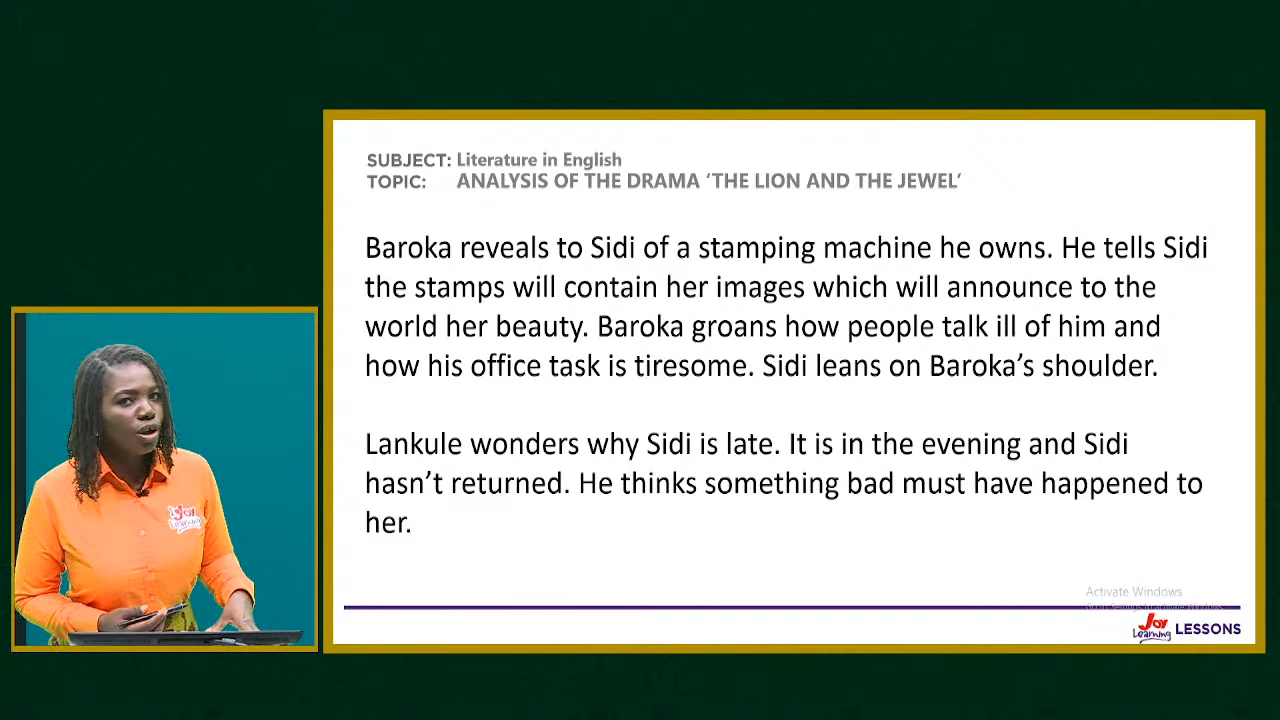 SUBJECT: Literature in English
TOPIC: ANALYSIS OF THE DRAMA ‘THE LION AND THE JEWEL’
Baroka reveals to Sidi of a stamping machine he owns. He tells Sidi
the stamps will contain her images which will announce to the
world her beauty. Baroka groans how people talk ill of him and
how his office task is tiresome. Sidi leans on Baroka’s shoulder.
Lankule wonders why Sidi is late. It is in the evening and Sidi
hasn’t returned. He thinks something bad must have happened to
her.
Activate Windows
Joy Learning LESSONS
Joy Learning